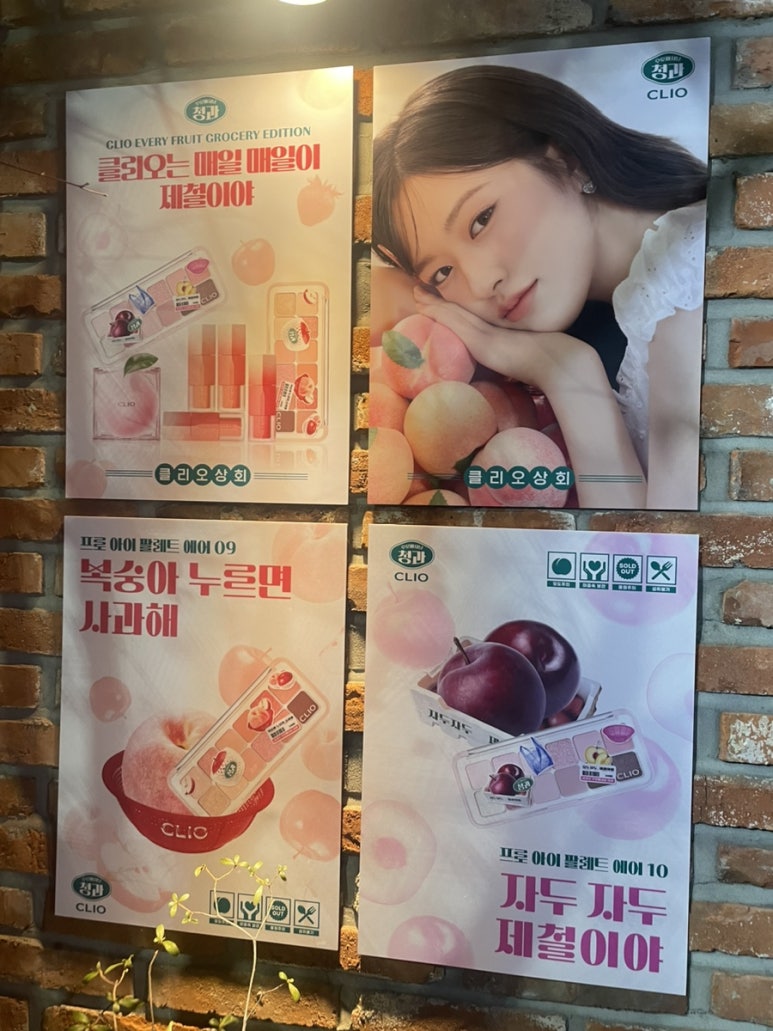 청과
CLIO EVERY FRUIT GROCERY EDITION
클리오는 매일 매일이
제철이야
CLIO
CLIO
클리오상회
청과
CLIO
클리오상회
프로 아이 팔레트 에어 09
복숭아 누르면
사과해
CLIO
CLIO
청과
CLIO
SOLD OUT
청과
CLIO
SOLD OUT
자두자두
CLIO
청과
프로 아이 팔레트 에어 10
자두 자두
제철이야